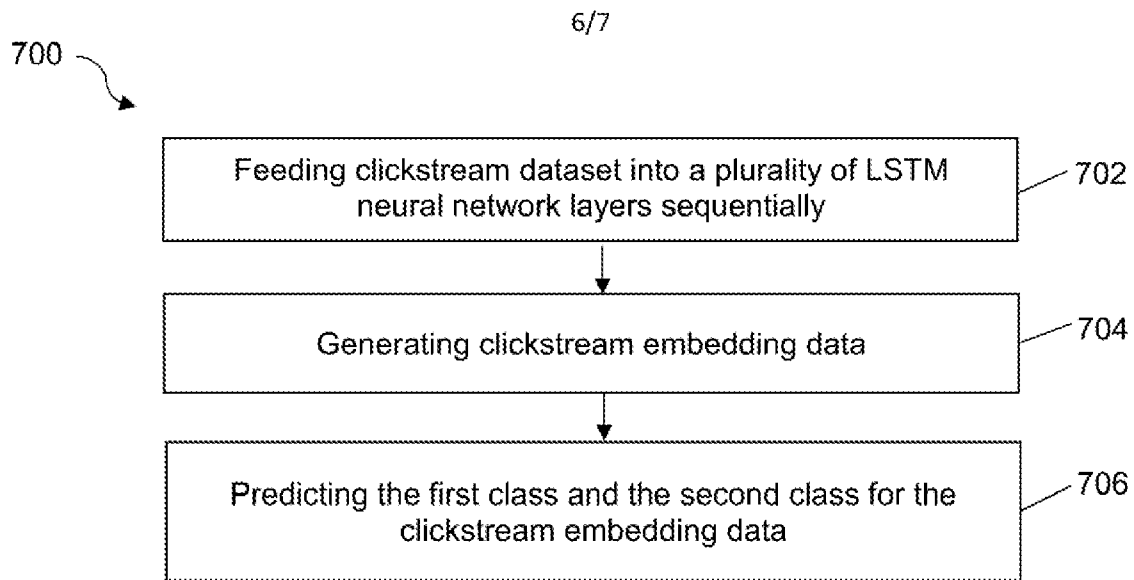 6/7
700
Feeding clickstream dataset into a plurality of LSTM
neural network layers sequentially
702
Generating clickstream embedding data
704
Predicting the first class and the second class for the
clickstream embedding data
706